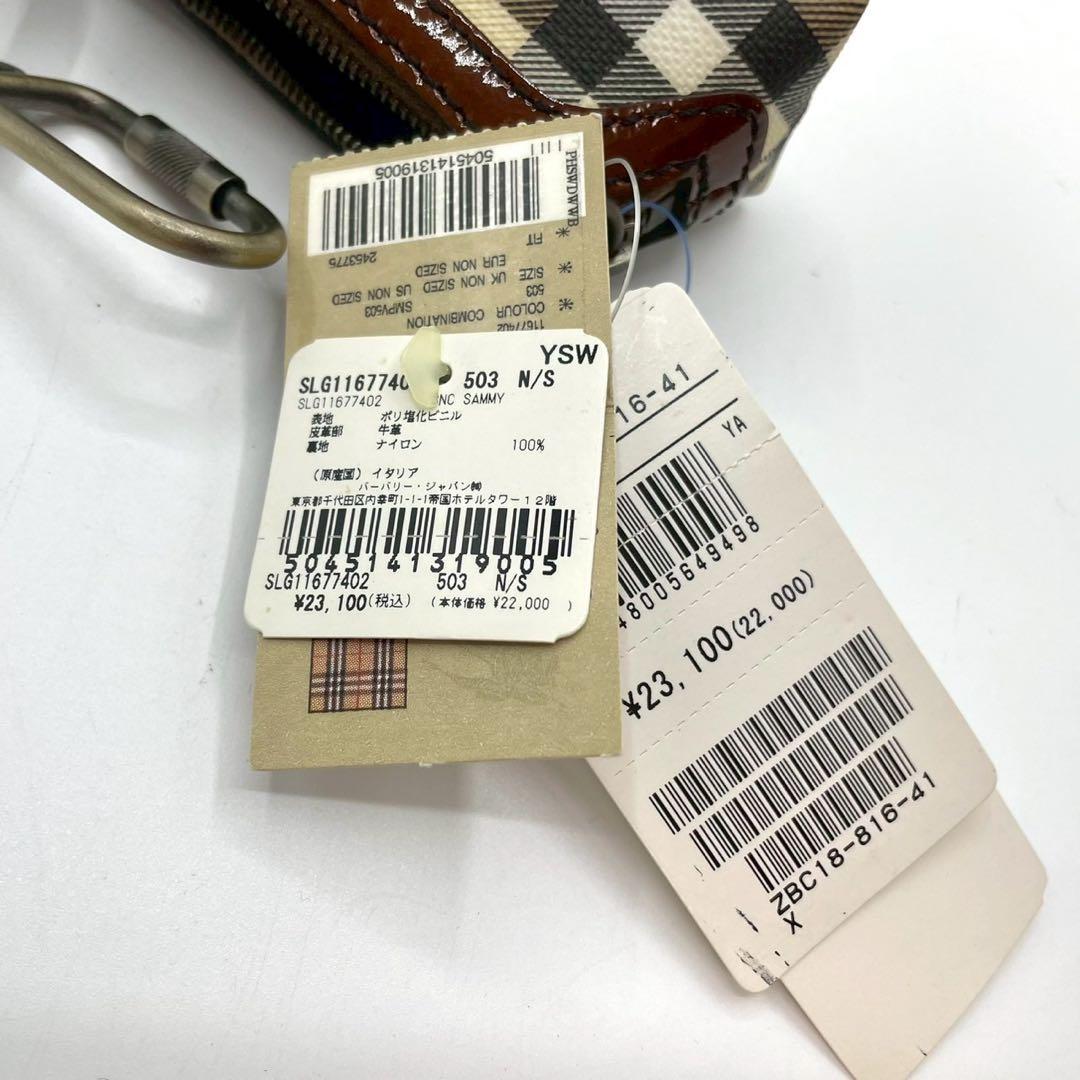 PHSWDWWB
5045141319005
2453775
* FIT
EUR NON SIZED
UK NON SIZED US NON SIZED
* SIZE
503 SMPV503
* COLOUR COMBINATION
11677402
YSW
SLG1167740 503 N/S
SLG11677402 NC SAMMY
表地 ポリ塩化ビニル
皮革部 牛革
裏地 ナイロン 100%
(原産国) イタリア
バーバリー・ジャパン㈱
東京都千代田区内幸町1-1-1帝国ホテルタワー12階
5045141319005
SLG11677402 503 N/S
¥23,100(税込) (本体価格 ¥22,000 )
16-41
YA
4800564949​8
¥23,100(22,000)
ZBC18-816-41
X